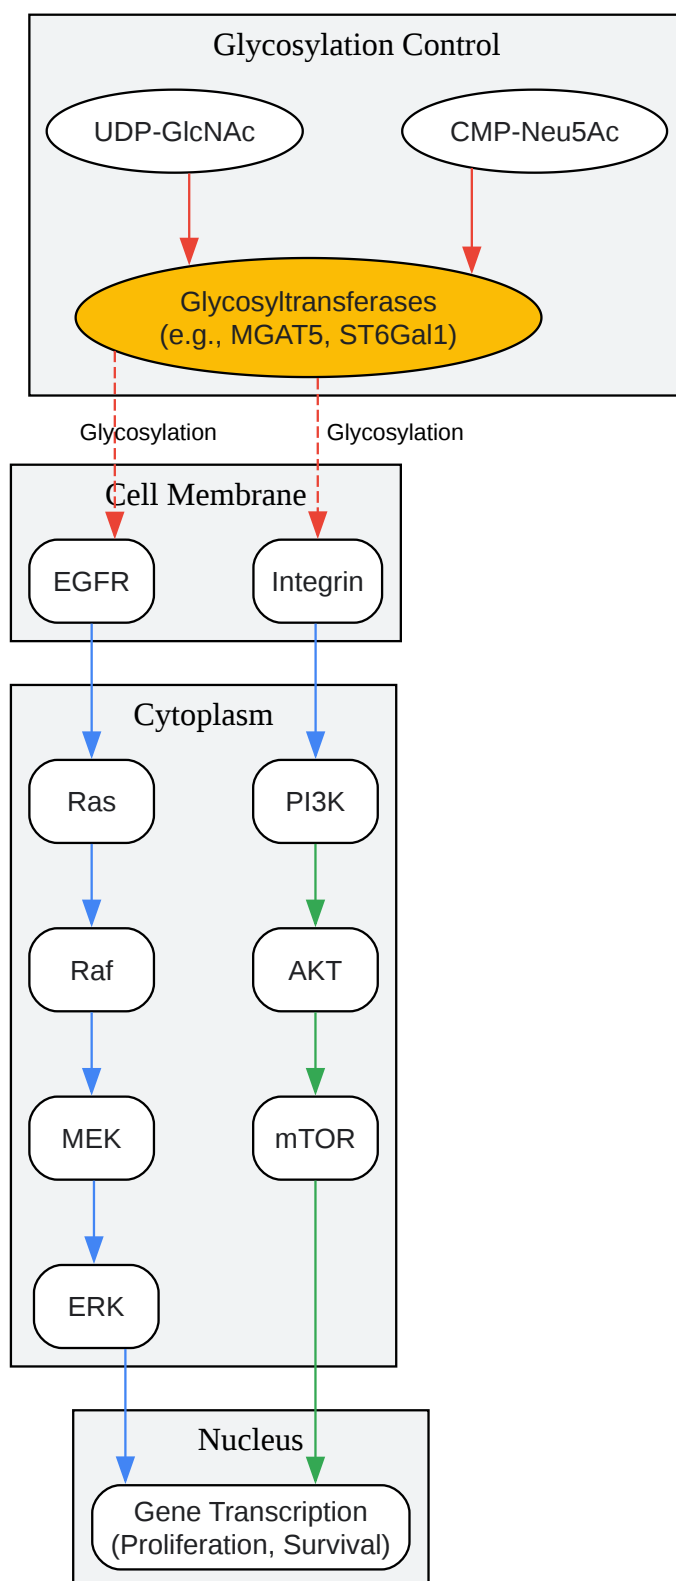 Glycosylation Control
UDP-GlcNAc
CMP-Neu5Ac
Glycosyltransferases
(e.g., MGAT5, ST6Gal1)
Glycosylation
Glycosylation
Cell Membrane
EGFR
Integrin
Cytoplasm
Ras
PI3K
Raf
AKT
MEK
mTOR
ERK
Nucleus
Gene Transcription
(Proliferation, Survival)